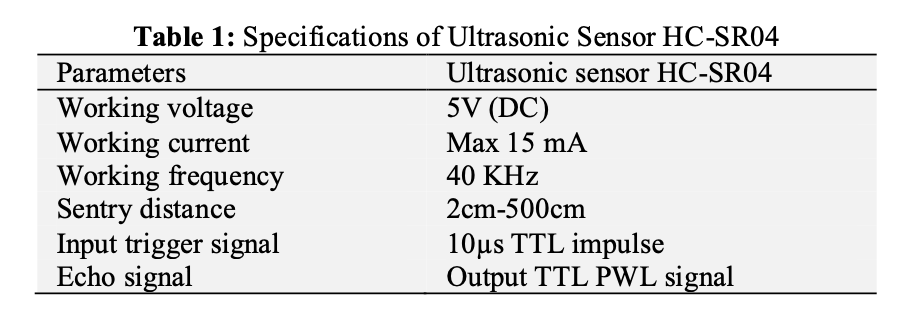 Table 1: Specifications of Ultrasonic Sensor HC-SR04
Parameters Ultrasonic sensor HC-SR04
Working voltage 5V (DC)
Working current Max 15 mA
Working frequency 40 KHz
Sentry distance 2cm-500cm
Input trigger signal 10µs TTL impulse
Echo signal Output TTL PWL signal